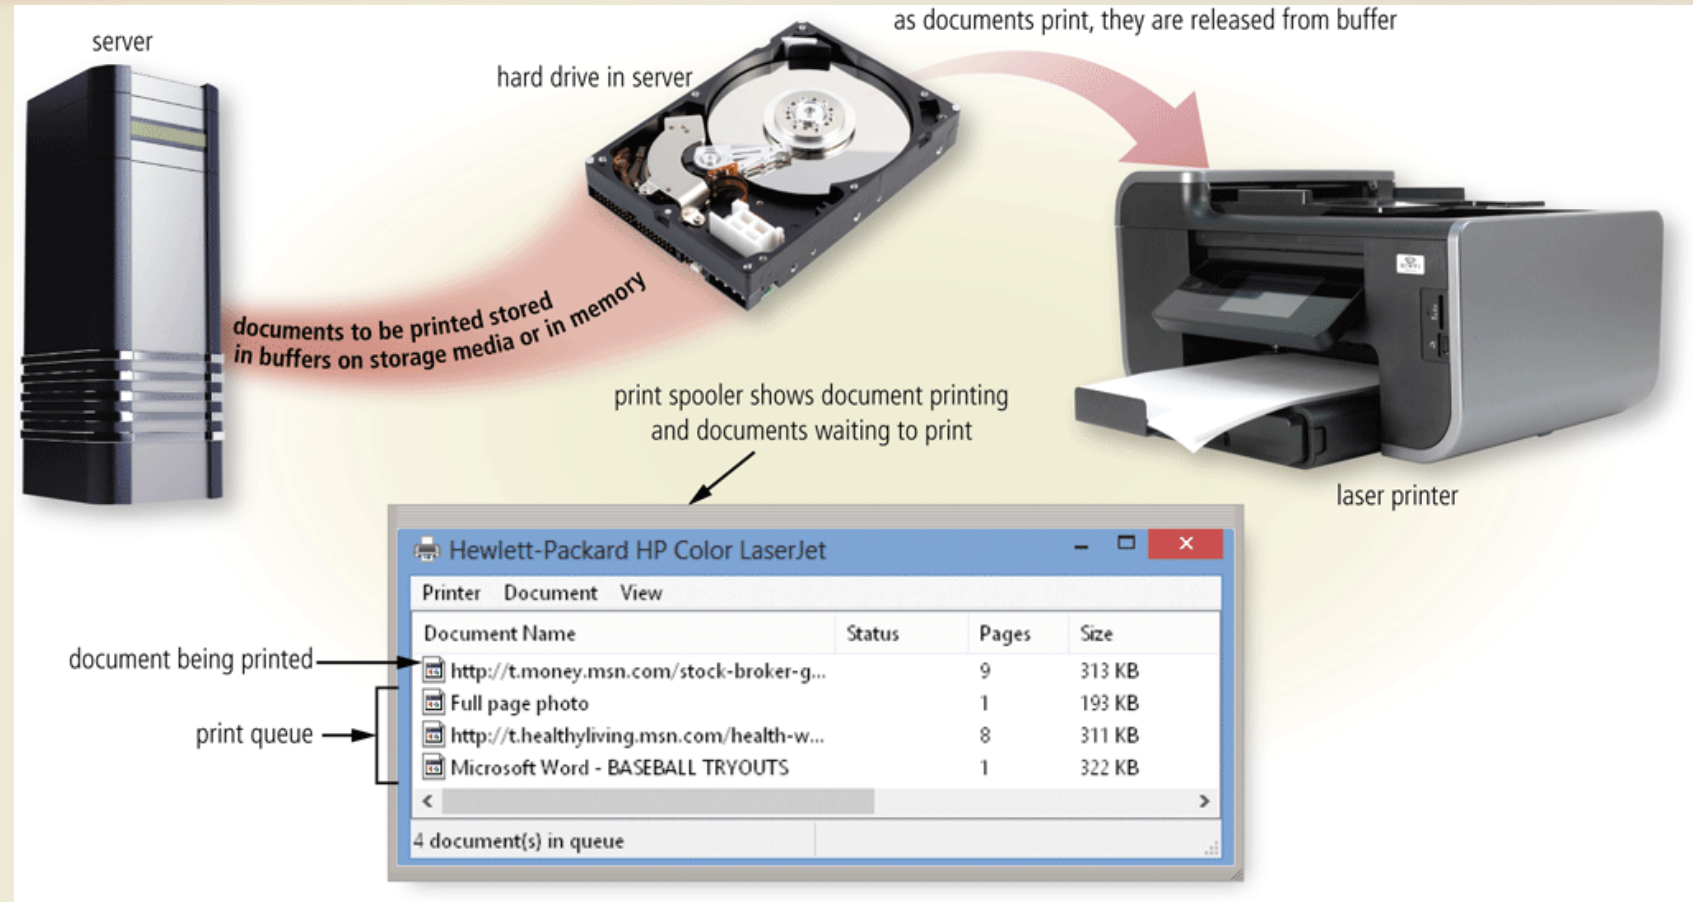 as documents print, they are released from buffer
server
hard drive in server
documents to be printed stored
in buffers on storage media or in memory
print spooler shows document printing
and documents waiting to print
laser printer
Hewlett-Packard HP Color LaserJet
Printer Document View
Document Name Status Pages Size
document being printed
http://t.money.msn.com/stock-broker-g... 9 313 KB
Full page photo 1 193 KB
print queue
http://t.healthyliving.msn.com/health-w... 8 311 KB
Microsoft Word - BASEBALL TRYOUTS 1 322 KB
4 document(s) in queue